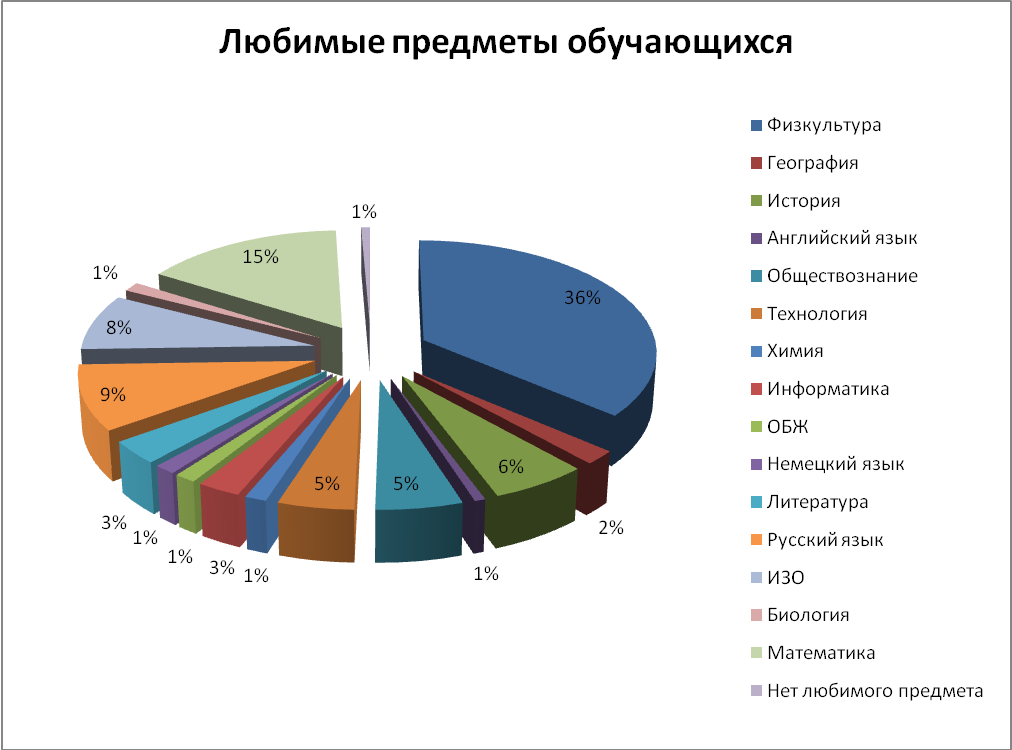 Любимые предметы обучающихся
1%
36%
15%
1%
8%
9%
3%
1%
1%
3%
1%
5%
5%
1%
6%
2%
Физкультура
География
История
Английский язык
Обществознание
Технология
Химия
Информатика
ОБЖ
Немецкий язык
Литература
Русский язык
ИЗО
Биология
Математика
Нет любимого предмета